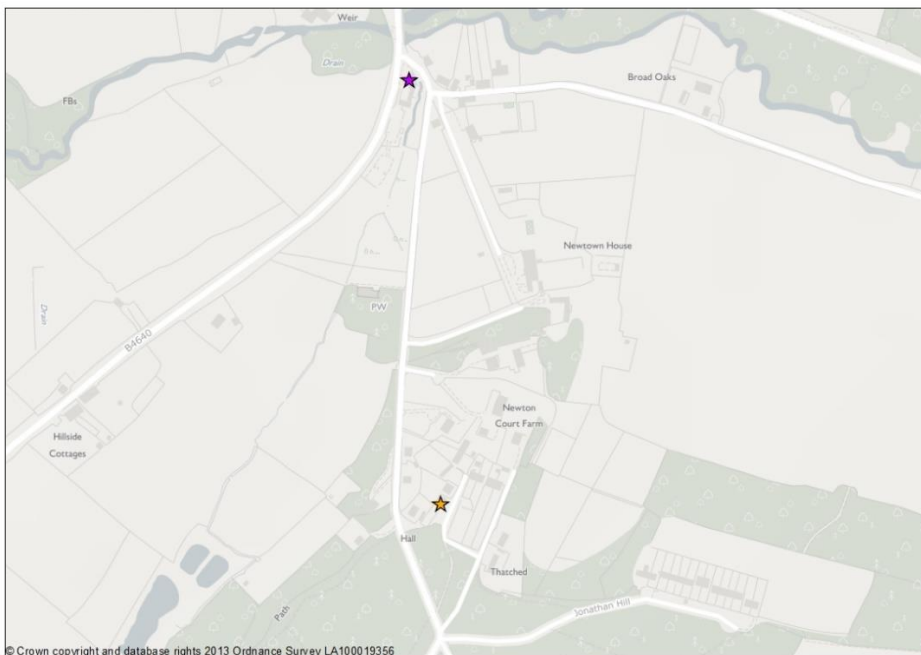 Weir
Drain
FBs
Broad Oaks
Newtown House
PW
Drain
B4640
Newton
Court Farm
Hillside
Cottages
Hall
Thatched
Jonathan Hill
Path
© Crown copyright and database rights 2013 Ordnance Survey LA100019356